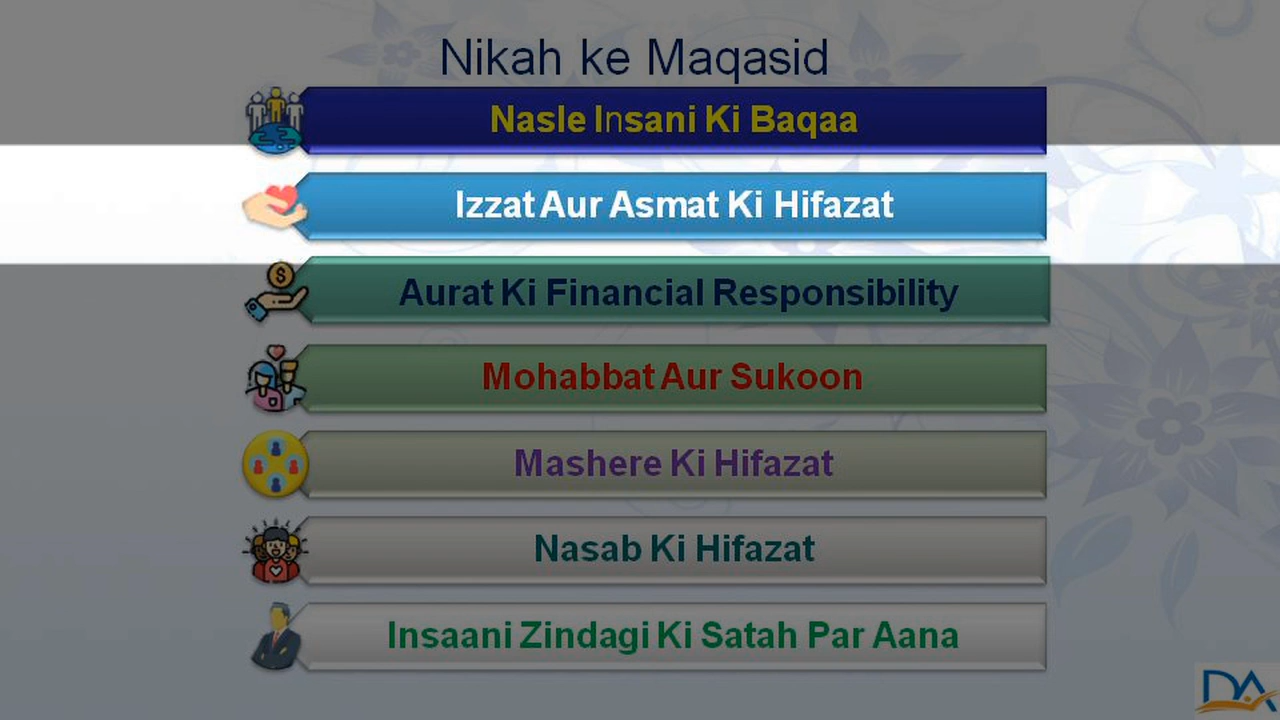 Nikah ke Maqasid
Nasle Insani Ki Baqaa
Izzat Aur Asmat Ki Hifazat
$
Aurat Ki Financial Responsibility
Mohabbat Aur Sukoon
Mashere Ki Hifazat
Nasab Ki Hifazat
Insaani Zindagi Ki Satah Par Aana
DA